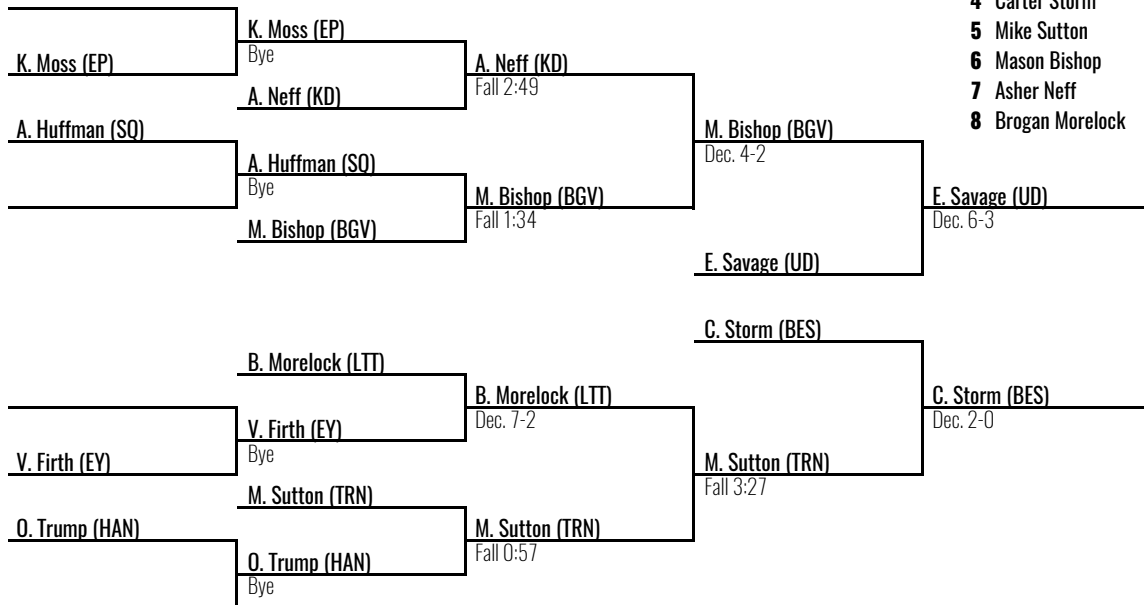 4 Carter Storm
K. Moss (EP)
Bye
5 Mike Sutton
K. Moss (EP)
A. Neff (KD)
Fall 2:49
6 Mason Bishop
A. Neff (KD)
7 Asher Neff
A. Huffman (SQ)
M. Bishop (BGV)
Dec. 4-2
8 Brogan Morelock
A. Huffman (SQ)
Bye
M. Bishop (BGV)
Fall 1:34
E. Savage (UD)
Dec. 6-3
M. Bishop (BGV)
E. Savage (UD)
C. Storm (BES)
B. Morelock (LTT)
B. Morelock (LTT)
Dec. 7-2
C. Storm (BES)
Dec. 2-0
V. Firth (EY)
Bye
V. Firth (EY)
M. Sutton (TRN)
Fall 3:27
M. Sutton (TRN)
O. Trump (HAN)
M. Sutton (TRN)
Fall 0:57
O. Trump (HAN)
Bye